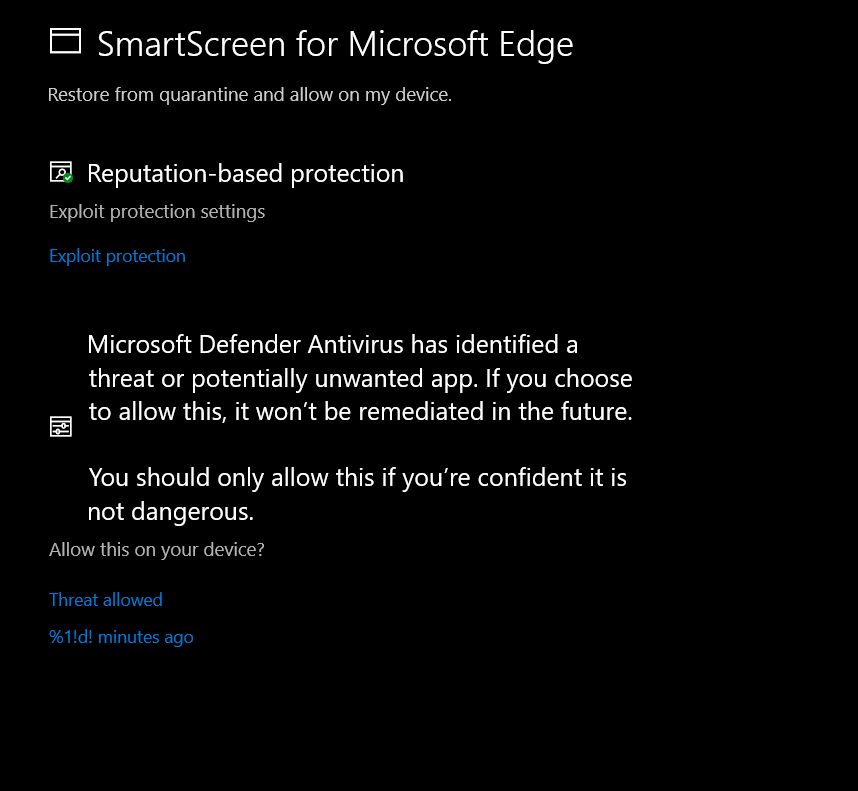 SmartScreen for Microsoft Edge
Restore from quarantine and allow on my device.
Reputation-based protection
Exploit protection settings
Exploit protection
Microsoft Defender Antivirus has identified a
threat or potentially unwanted app. If you choose
to allow this, it won’t be remediated in the future.
You should only allow this if you’re confident it is
not dangerous.
Allow this on your device?
Threat allowed
%1!d! minutes ago